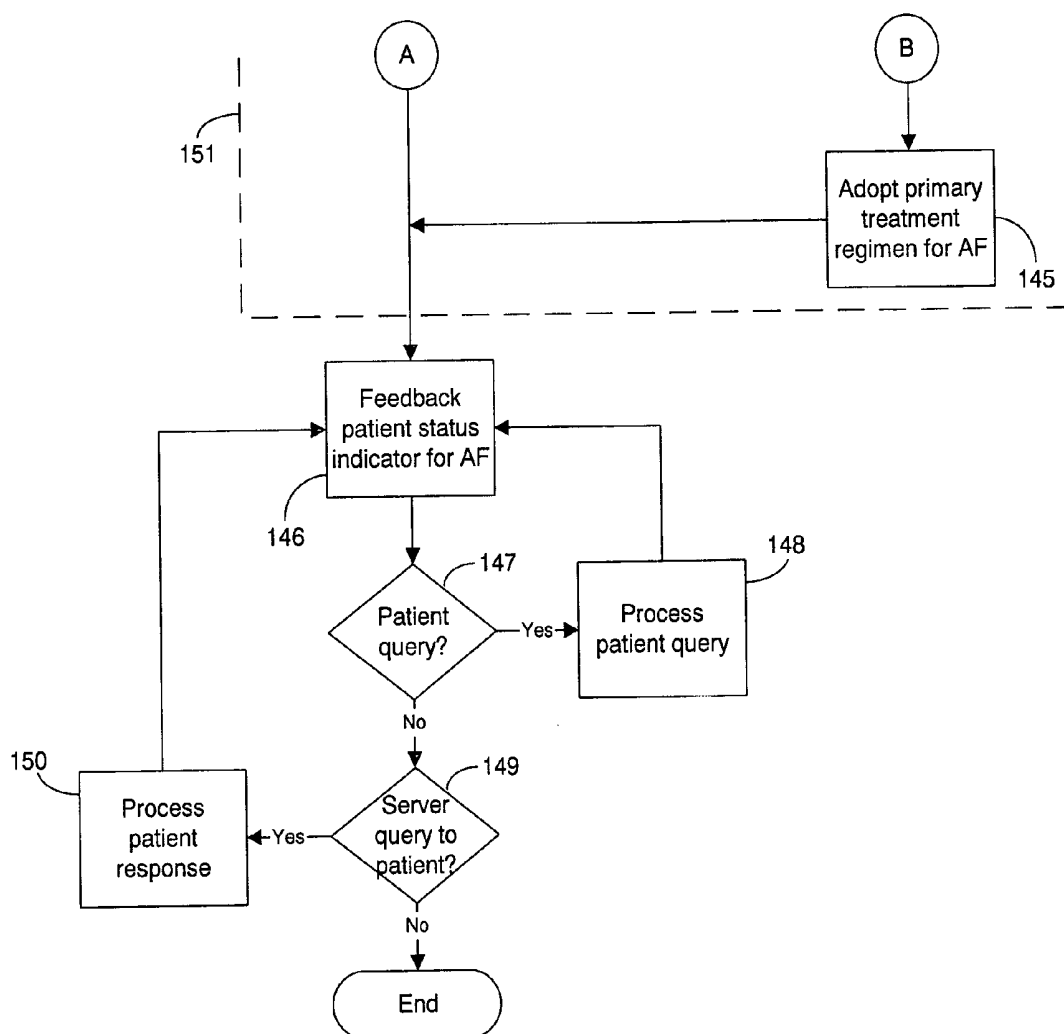 A
B
151
Adopt primary
treatment
regimen for AF
145
Feedback
patient status
indicator for AF
146
147
148
Patient
query?
Yes
Process
patient query
No
150
149
Process
patient
response
Yes
Server
query to
patient?
No
End